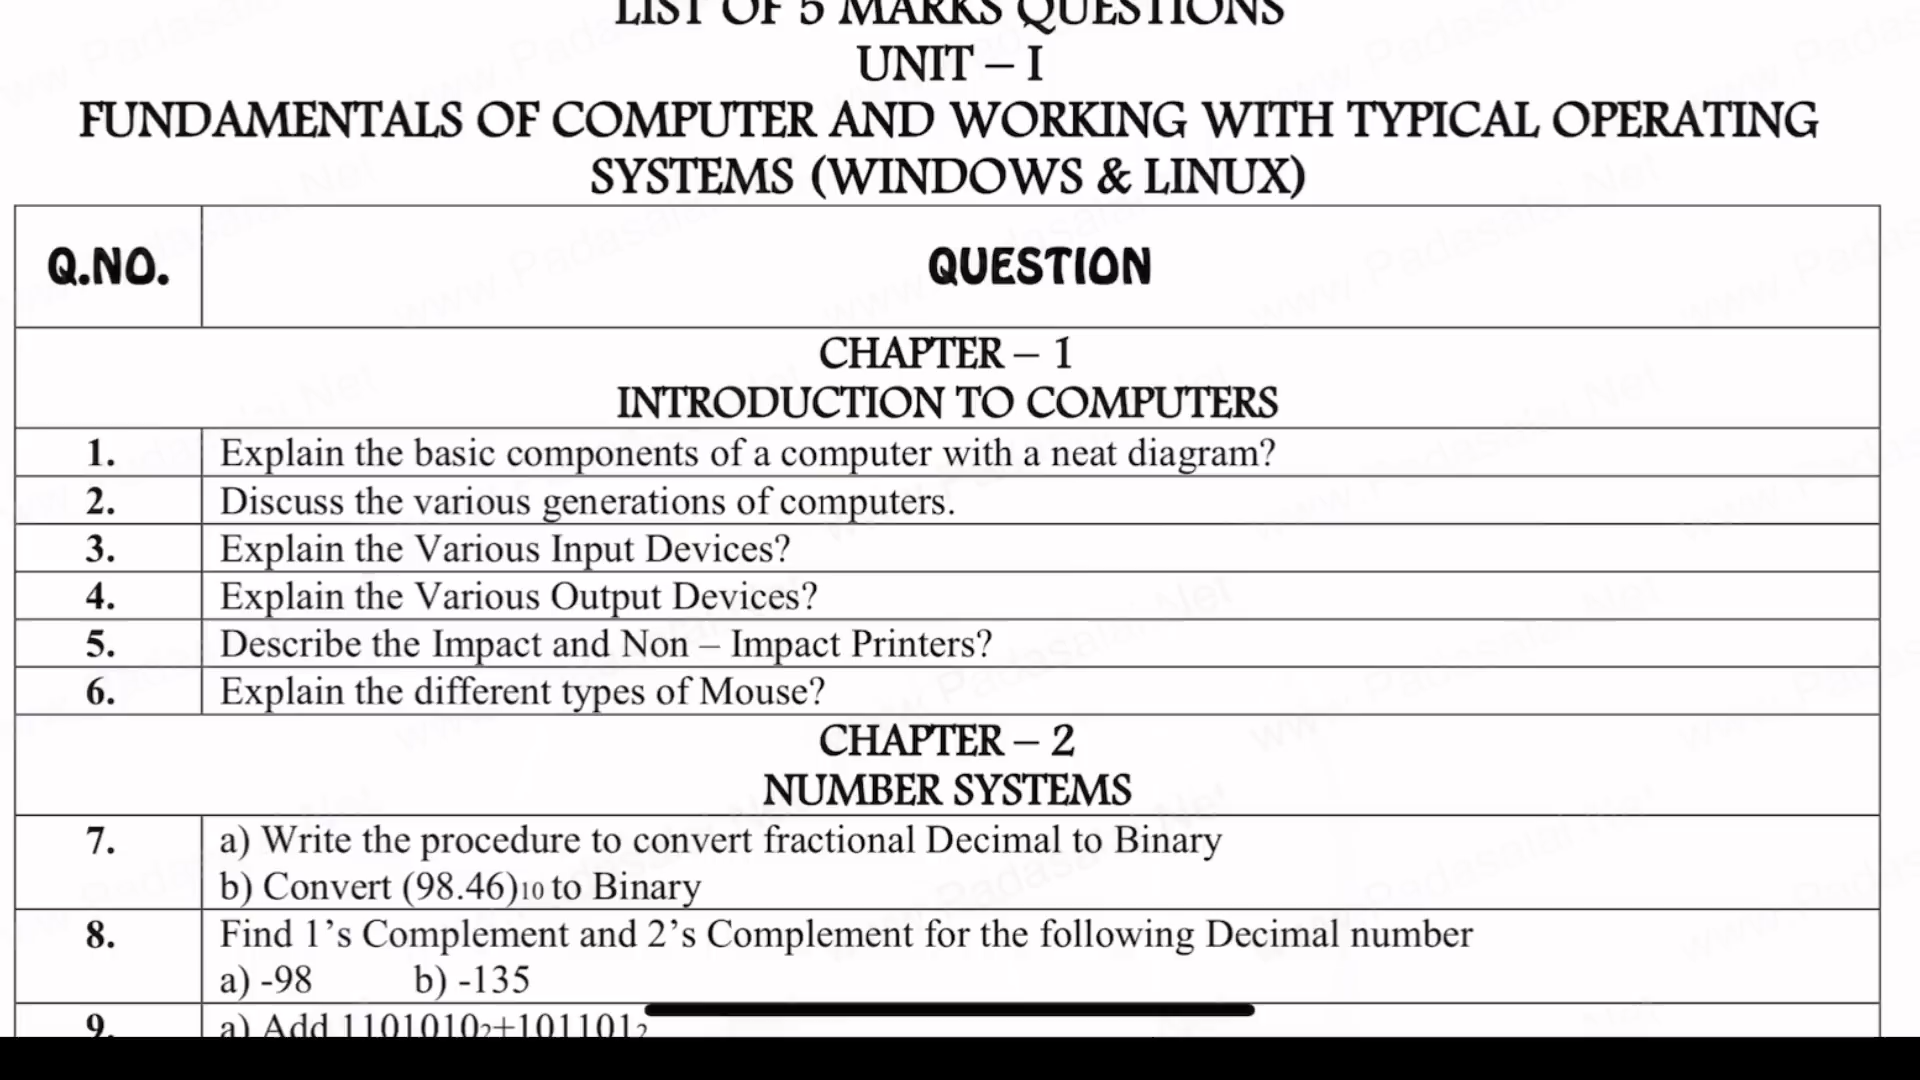 LIST OF 5 MARKS QUESTIONS
UNIT – I
FUNDAMENTALS OF COMPUTER AND WORKING WITH TYPICAL OPERATING
SYSTEMS (WINDOWS & LINUX)
Q.NO. QUESTION
CHAPTER – 1
INTRODUCTION TO COMPUTERS
1. Explain the basic components of a computer with a neat diagram?
2. Discuss the various generations of computers.
3. Explain the Various Input Devices?
4. Explain the Various Output Devices?
5. Describe the Impact and Non – Impact Printers?
6. Explain the different types of Mouse?
CHAPTER – 2
NUMBER SYSTEMS
7. a) Write the procedure to convert fractional Decimal to Binary
b) Convert (98.46)10 to Binary
8. Find 1’s Complement and 2’s Complement for the following Decimal number
a) -98 b) -135
9. a) Add 11010102+1011012